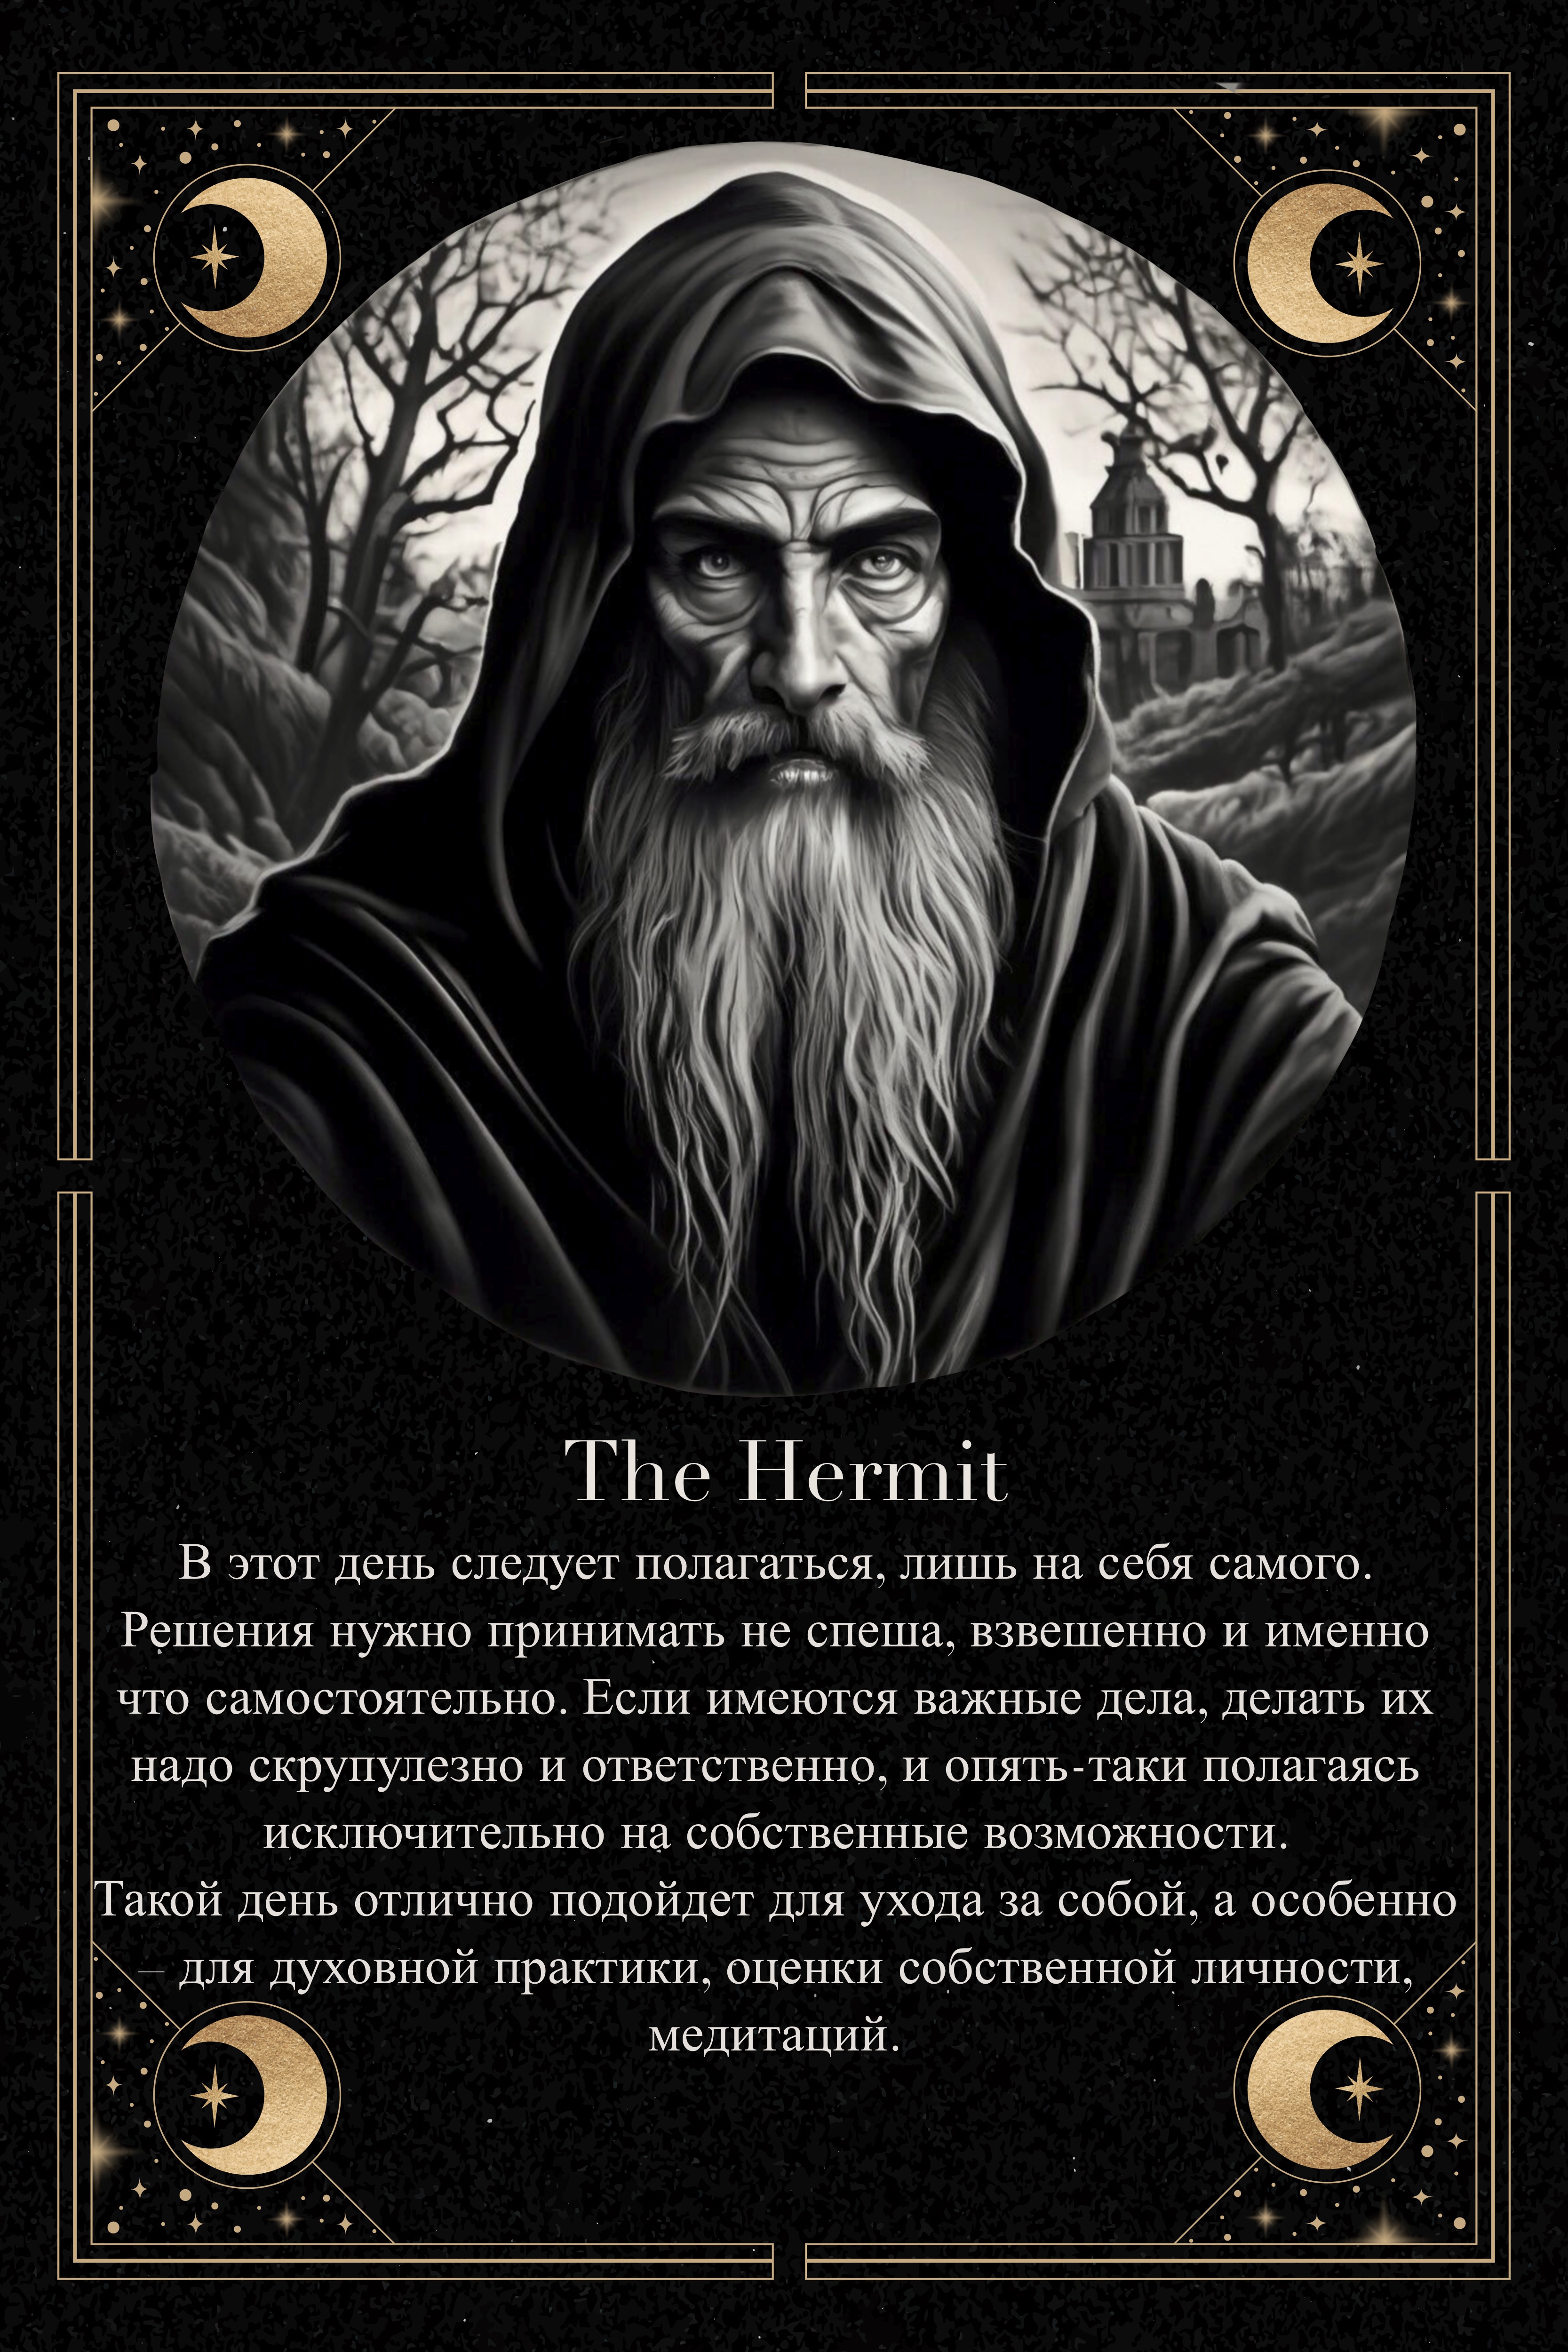 The Hermit
В этот день следует полагаться, лишь на себя самого.
Решения нужно принимать не спеша, взвешенно и именно
что самостоятельно. Если имеются важные дела, делать их
надо скрупулезно и ответственно, и опять-таки полагаясь
исключительно на собственные возможности.
Такой день отлично подойдет для ухода за собой, а особенно
– для духовной практики, оценки собственной личности,
медитаций.